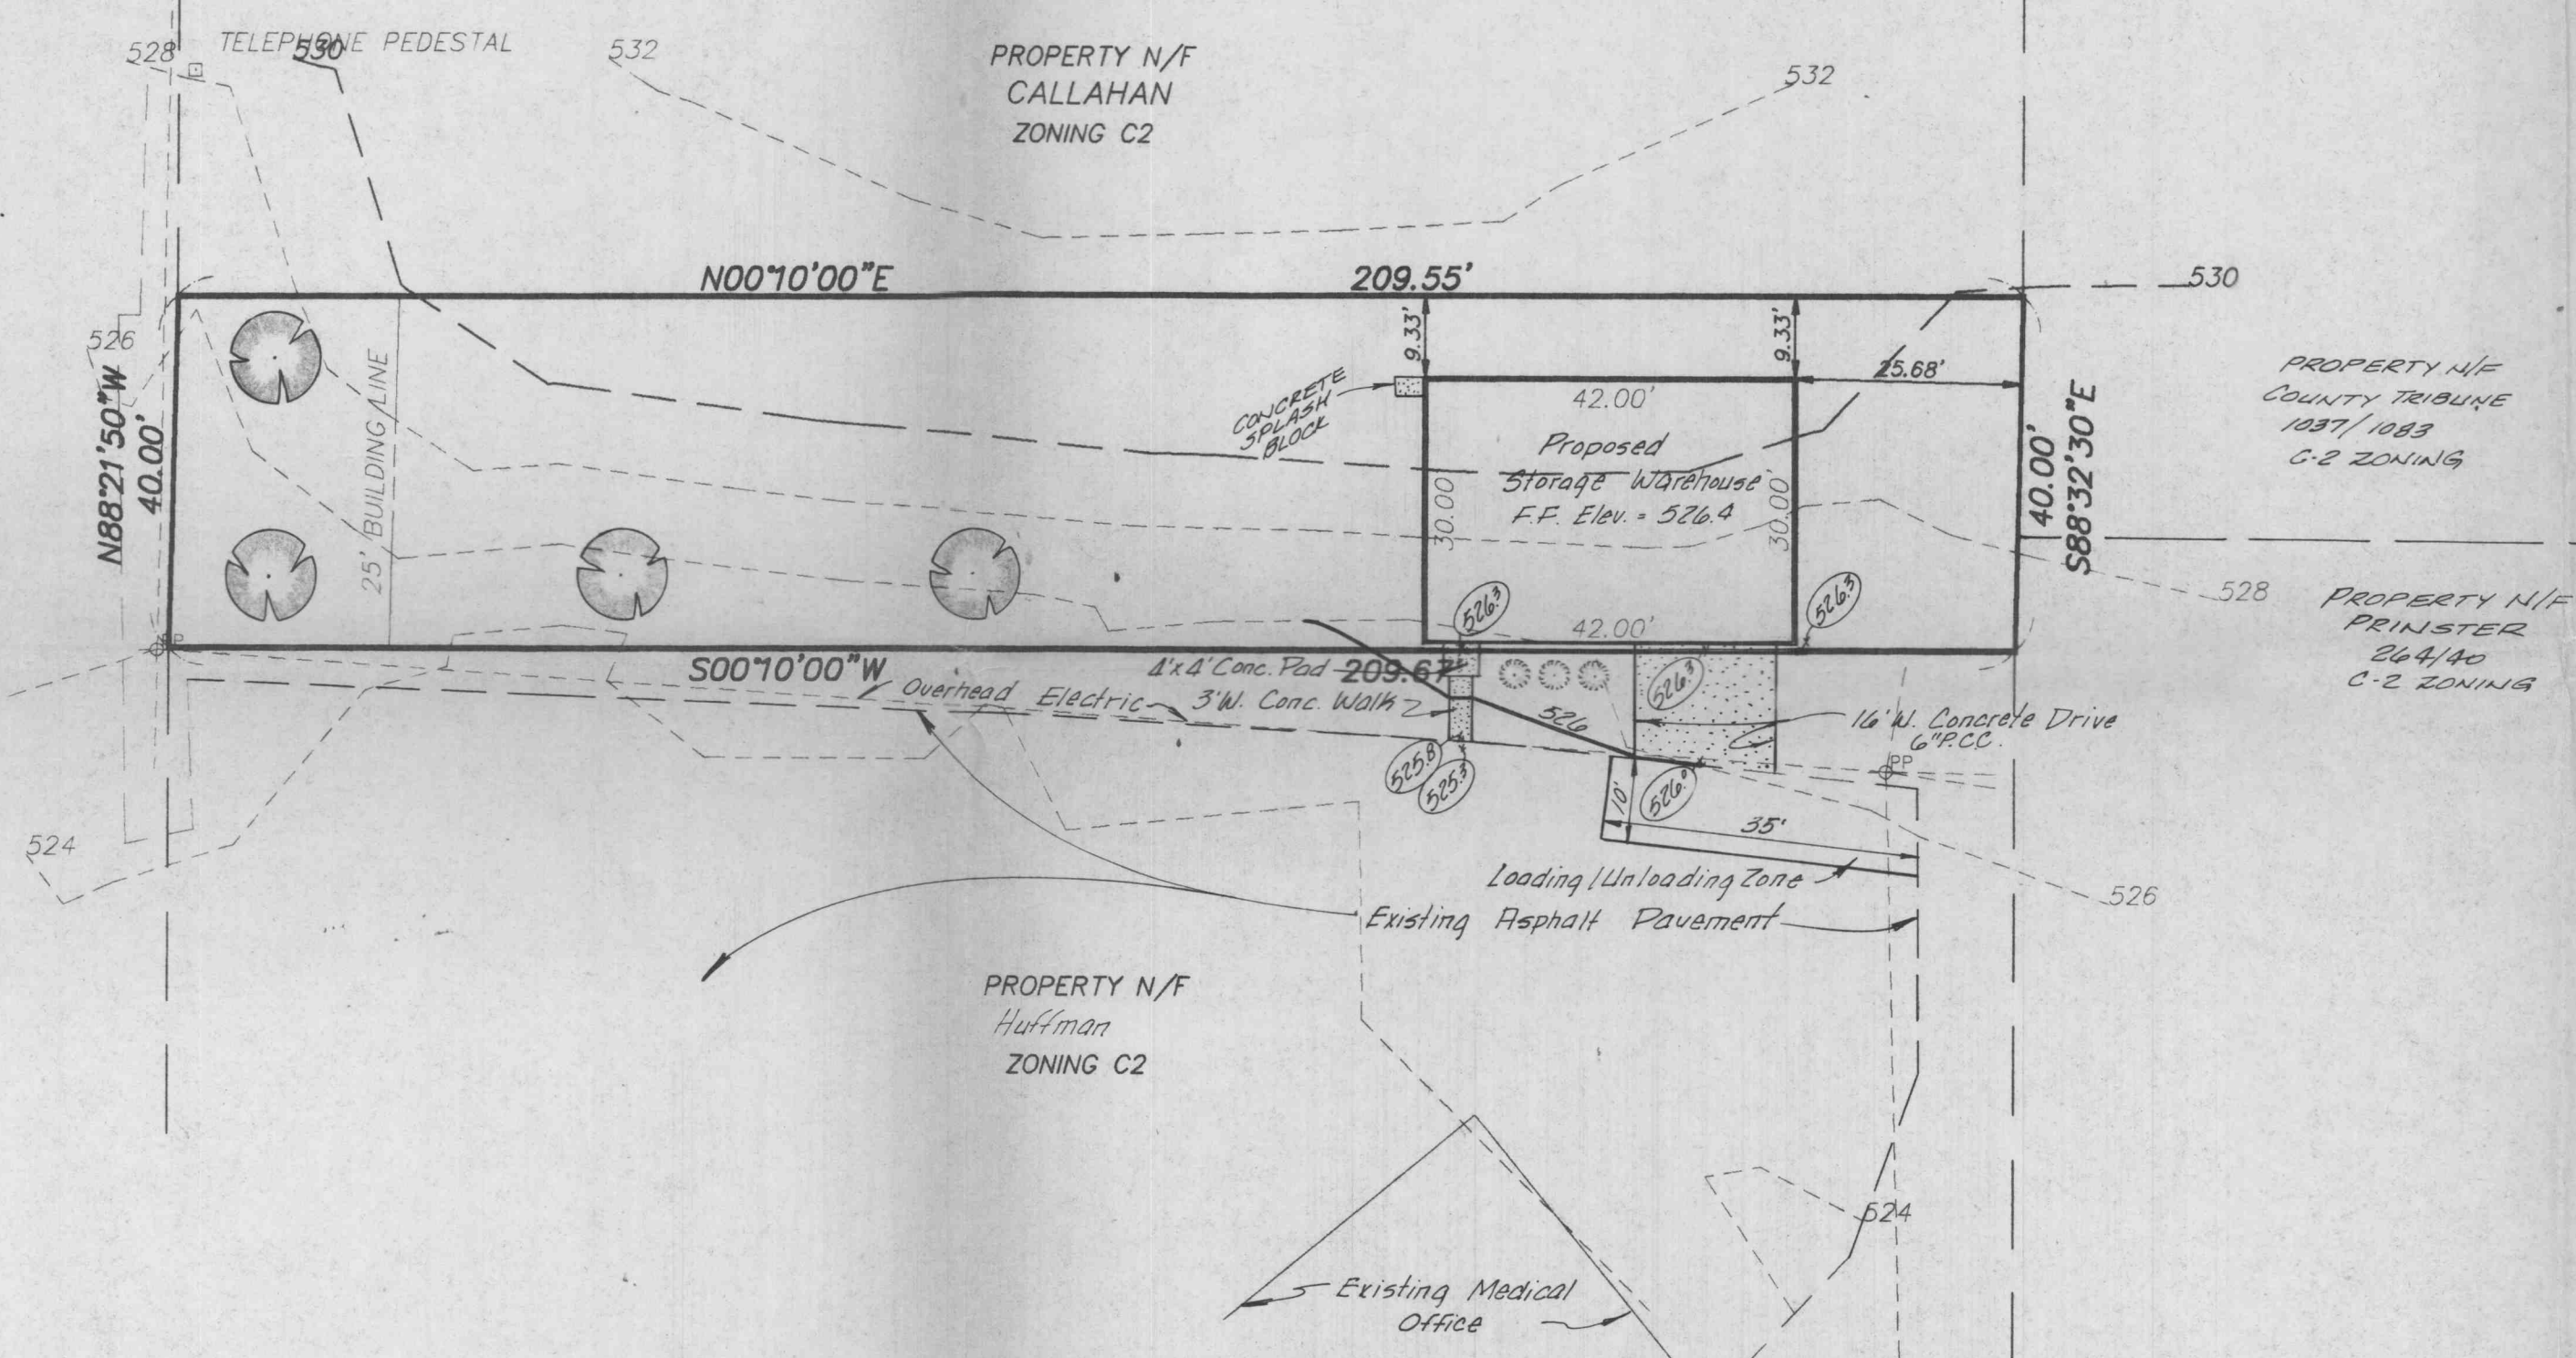 TELEPHONE PEDESTAL
528
530
532
PROPERTY N/F
CALLAHAN
ZONING C2
532
N00°10'00"E
209.55'
530
526
N88°21'50"W
40.00'
25' BUILDING LINE
9.33'
9.33'
25.68'
CONCRETE
SPLASH
BLOCK
42.00'
Proposed
Storage Warehouse
F.F. Elev. = 526.4
30.00'
30.00'
42.00'
526.3
526.3
40.00'
S88°32'30"E
PROPERTY N/F
COUNTY TRIBUNE
1037/1083
C-2 ZONING
528
PROPERTY N/F
PRINSTER
264/40
C-2 ZONING
PP
S00°10'00"W
4'x4' Conc. Pad
209.67'
Overhead Electric
3'W. Conc. Walk
526
526.3
16' W. Concrete Drive
6" P.C.C.
PP
525.8
525.3
526.0
10'
35'
524
Loading/Unloading Zone
526
Existing Asphalt Pavement
PROPERTY N/F
Huffman
ZONING C2
524
Existing Medical
Office